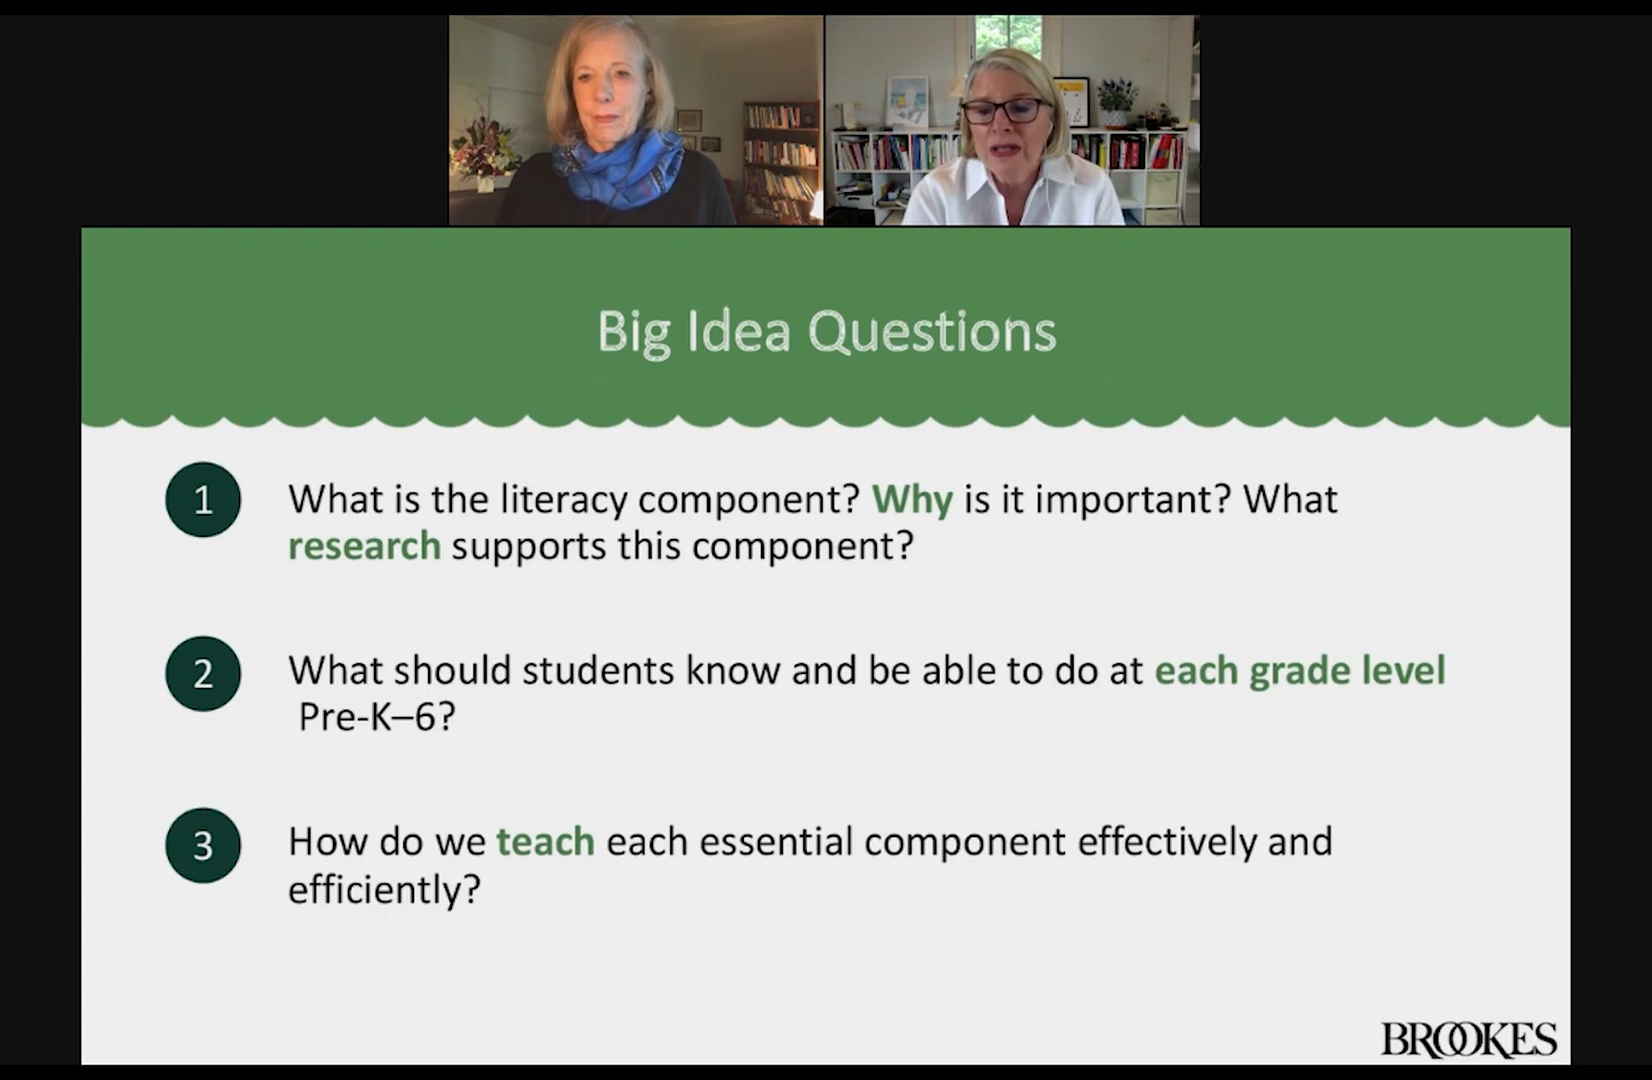 Big Idea Questions
1
What is the literacy component? Why is it important? What
research supports this component?
2
What should students know and be able to do at each grade level
Pre-K–6?
3
How do we teach each essential component effectively and
efficiently?
BROOKES